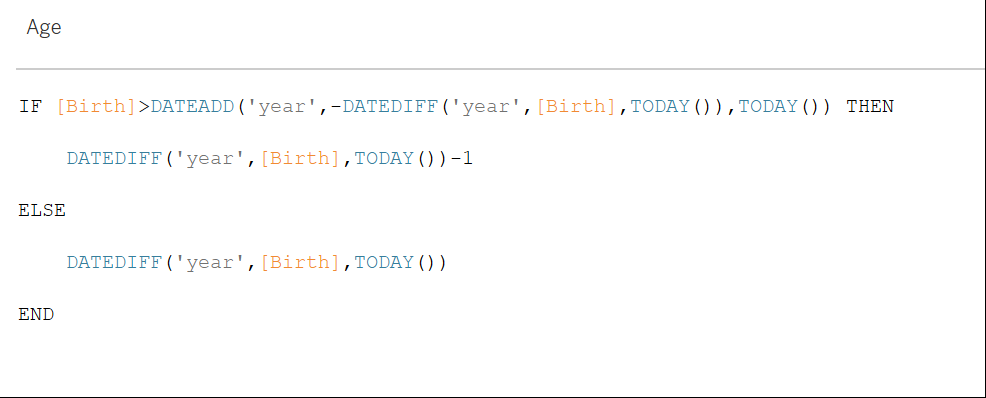 Age
IF [Birth]>DATEADD('year',-DATEDIFF('year',[Birth],TODAY()),TODAY()) THEN
DATEDIFF('year',[Birth],TODAY())-1
ELSE
DATEDIFF('year',[Birth],TODAY())
END